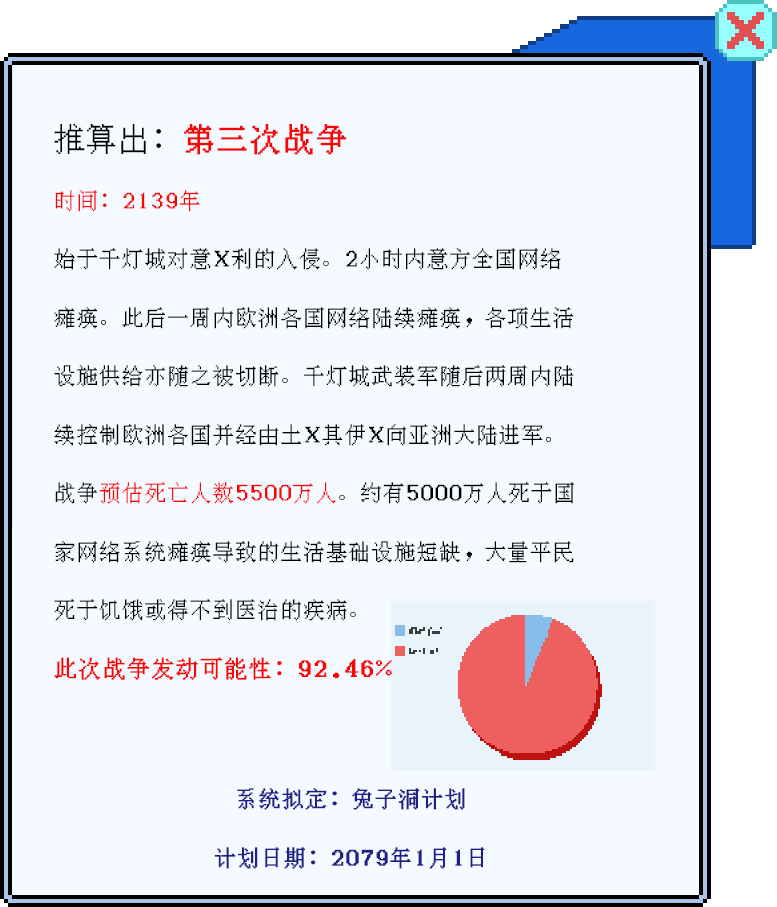 推算出：第三次战争
时间：2139年
始于千灯城对意X利的入侵。2小时内意方全国网络
瘫痪。此后一周内欧洲各国网络陆续瘫痪，各项生活
设施供给亦随之被切断。千灯城武装军随后两周内陆
续控制欧洲各国并经由土X其伊X向亚洲大陆进军。
战争预估死亡人数5500万人。约有5000万人死于国
家网络系统瘫痪导致的生活基础设施短缺，大量平民
死于饥饿或得不到医治的疾病。
此次战争发动可能性：92.46%
系统拟定：兔子洞计划
计划日期：2079年1月1日